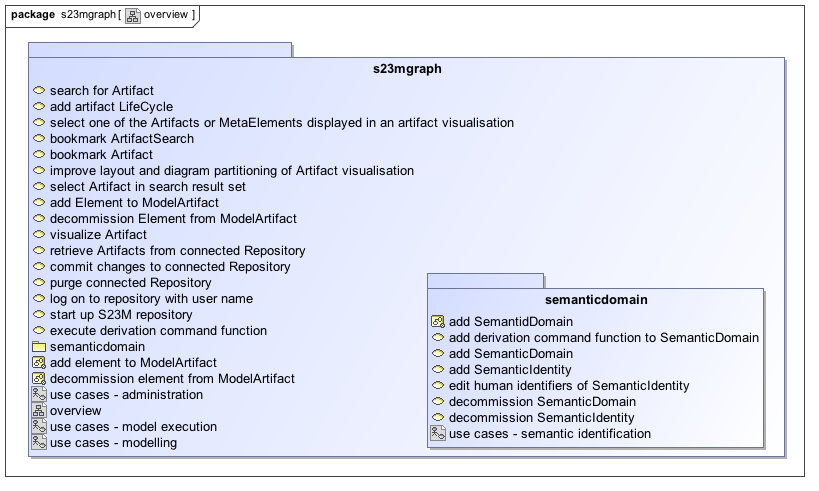 package s23mgraph [ overview ]
s23mgraph
search for Artifact
add artifact LifeCycle
select one of the Artifacts or MetaElements displayed in an artifact visualisation
bookmark ArtifactSearch
bookmark Artifact
improve layout and diagram partitioning of Artifact visualisation
select Artifact in search result set
add Element to ModelArtifact
decommission Element from ModelArtifact
visualize Artifact
retrieve Artifacts from connected Repository
commit changes to connected Repository
purge connected Repository
log on to repository with user name
start up S23M repository
execute derivation command function
semanticdomain
add element to ModelArtifact
decommission element from ModelArtifact
use cases - administration
overview
use cases - model execution
use cases - modelling
semanticdomain
add SemantidDomain
add derivation command function to SemanticDomain
add SemanticDomain
add SemanticIdentity
edit human identifiers of SemanticIdentity
decommission SemanticDomain
decommission SemanticIdentity
use cases - semantic identification